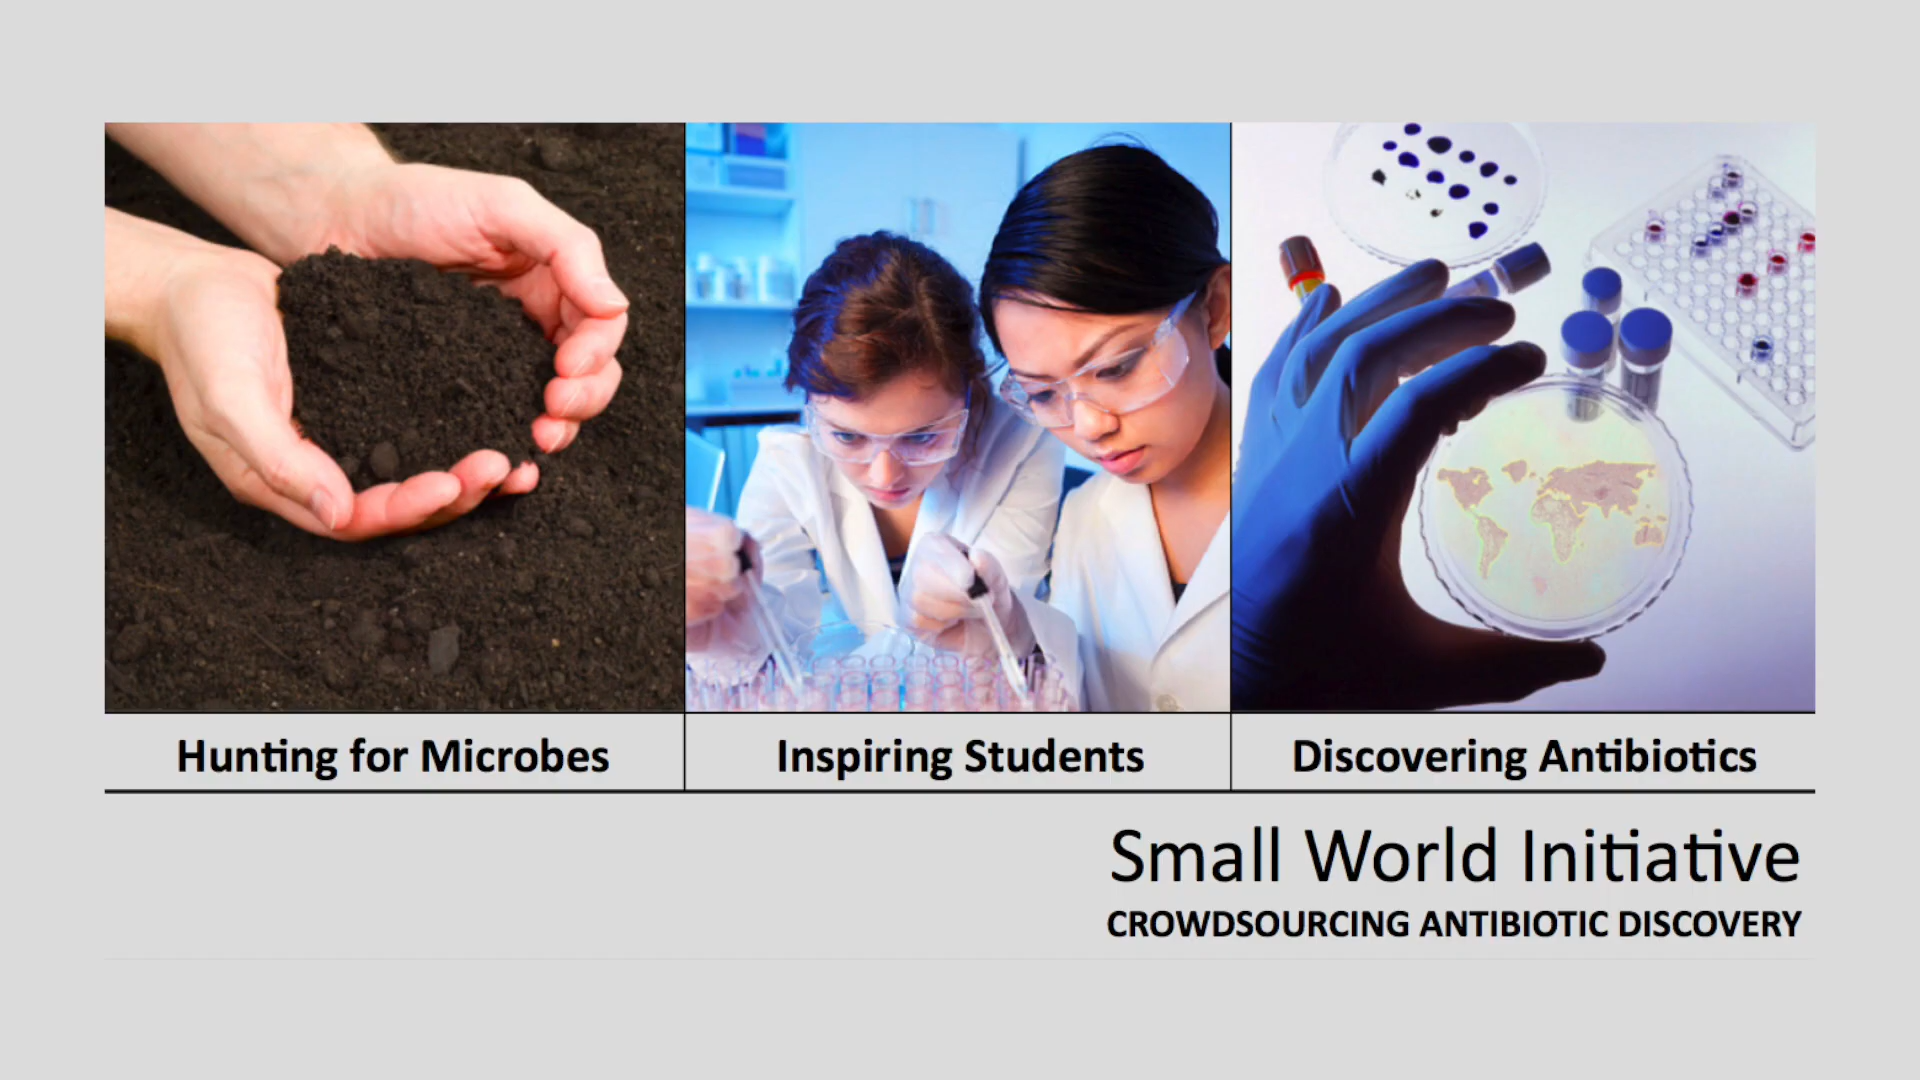 Hunting for Microbes
Inspiring Students
Discovering Antibiotics
Small World Initiative
CROWDSOURCING ANTIBIOTIC DISCOVERY